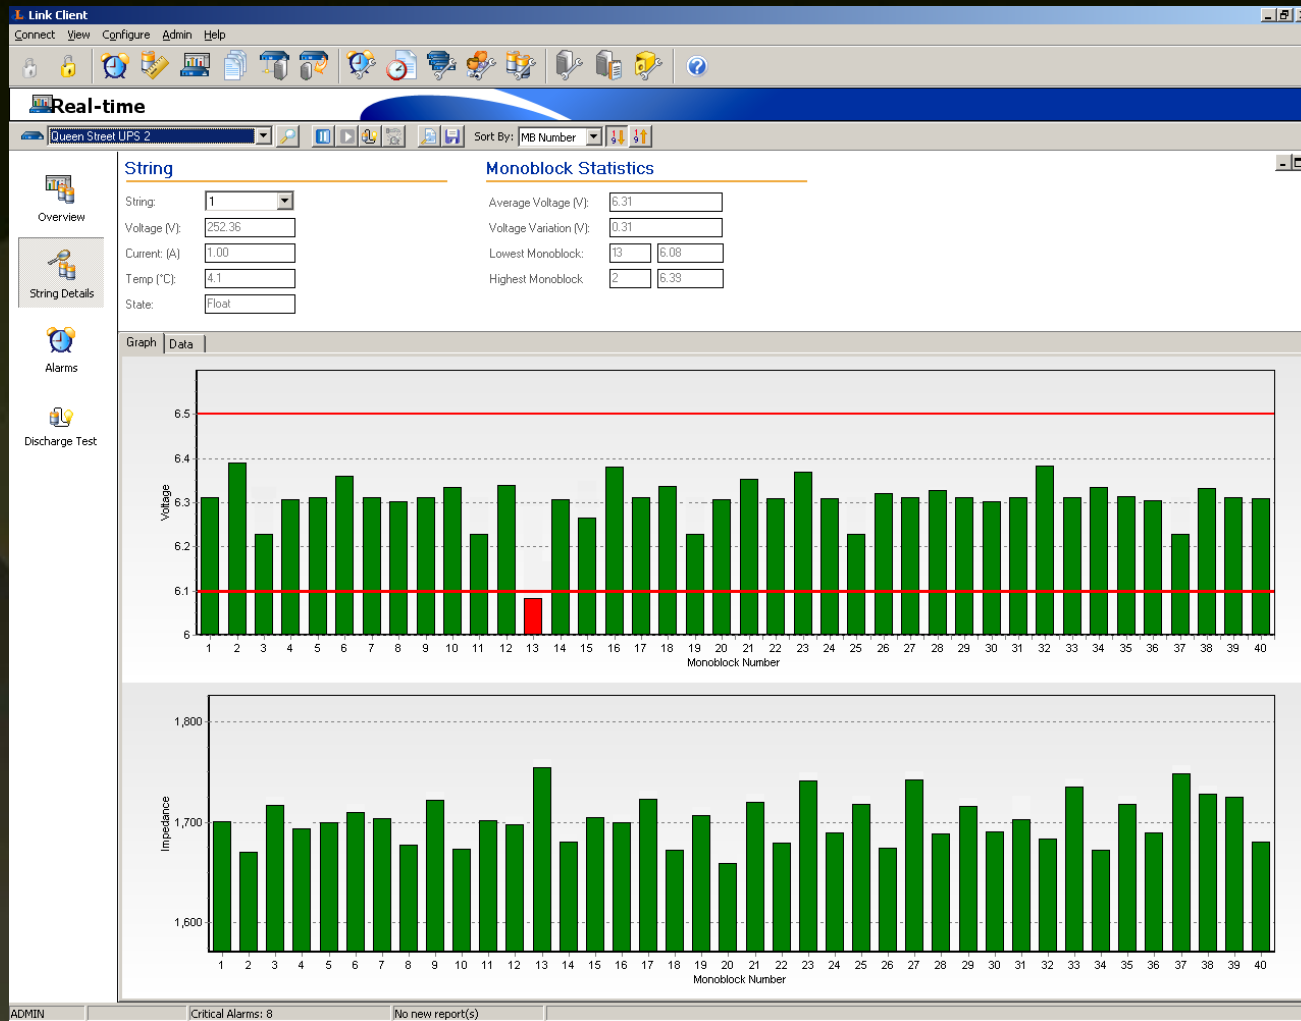 Link Client
Connect View Configure Admin Help
Real-time
Queen Street UPS 2
Sort By: MB Number
Overview
String Details
Alarms
Discharge Test
String
String: 1
Voltage (V): 252.36
Current: (A) 1.00
Temp (°C): 4.1
State: Float
Monoblock Statistics
Average Voltage (V): 6.31
Voltage Variation (V): 0.31
Lowest Monoblock: 13 6.08
Highest Monoblock 2 6.39
Graph Data
Voltage
6.5
6.4
6.3
6.2
6.1
6
1 2 3 4 5 6 7 8 9 10 11 12 13 14 15 16 17 18 19 20 21 22 23 24 25 26 27 28 29 30 31 32 33 34 35 36 37 38 39 40
Monoblock Number
Impedance
1,800
1,700
1,600
1 2 3 4 5 6 7 8 9 10 11 12 13 14 15 16 17 18 19 20 21 22 23 24 25 26 27 28 29 30 31 32 33 34 35 36 37 38 39 40
Monoblock Number
ADMIN
Critical Alarms: 8
No new report(s)